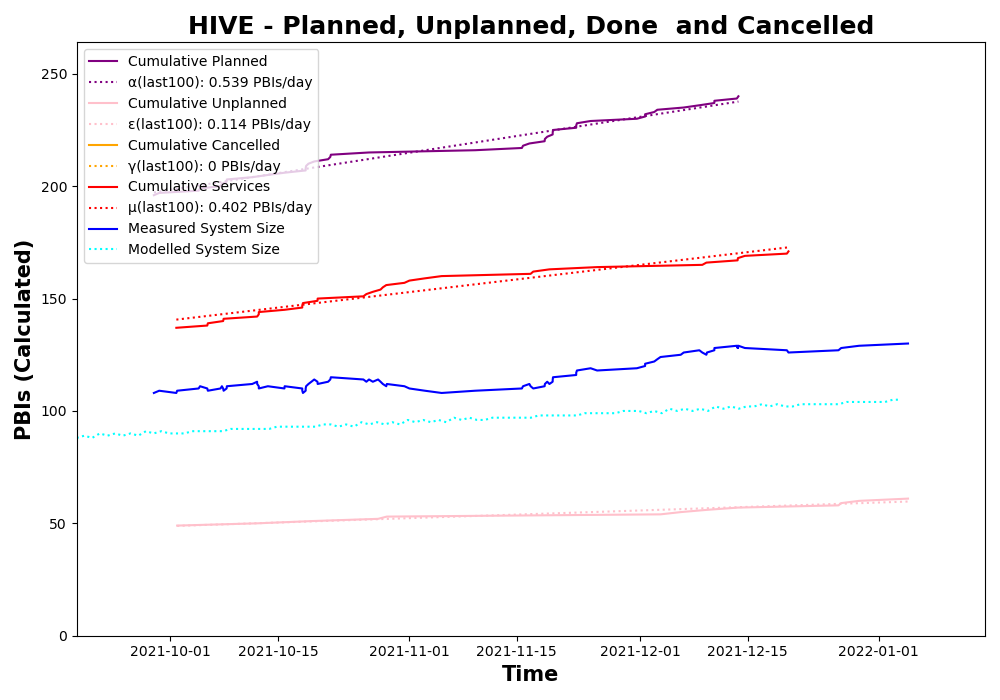 HIVE - Planned, Unplanned, Done  and Cancelled
Cumulative Planned
α(last100): 0.539 PBIs/day
Cumulative Unplanned
ε(last100): 0.114 PBIs/day
Cumulative Cancelled
γ(last100): 0 PBIs/day
Cumulative Services
μ(last100): 0.402 PBIs/day
Measured System Size
Modelled System Size
PBIs (Calculated)
250
200
150
100
50
0
2021-10-01
2021-10-15
2021-11-01
2021-11-15
2021-12-01
2021-12-15
2022-01-01
Time